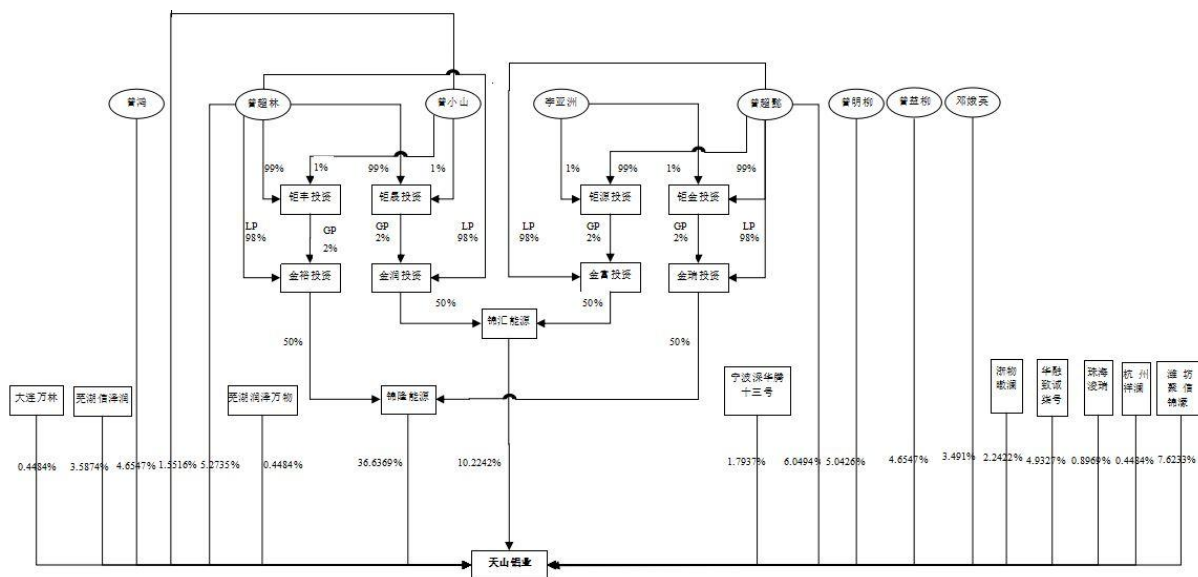 曾鸿
曾超林
曾小山
李亚洲
曾超懿
曾明柳
曾益柳
邓娥英
99%
1%
99%
1%
1%
99%
1%
99%
钜丰投资
钜晨投资
钜源投资
钜金投资
LP
98%
GP
2%
GP
2%
LP
98%
LP
98%
GP
2%
GP
2%
LP
98%
金裕投资
金润投资
金富投资
金瑞投资
50%
50%
锦汇能源
50%
50%
大连万林
芜湖信泽润
芜湖润泽万物
锦隆能源
宁波深华腾
十三号
浙物
暾澜
华融
致诚
柒号
珠海
浚瑞
杭州
祥澜
潍坊
聚信
锦濛
0.4484%
3.5874%
4.6547%
1.5516%
5.2735%
0.4484%
36.6369%
10.2242%
1.7937%
6.0494%
5.0426%
4.6547%
3.491%
2.2422%
4.9327%
0.8969%
0.4484%
7.6233%
天山铝业